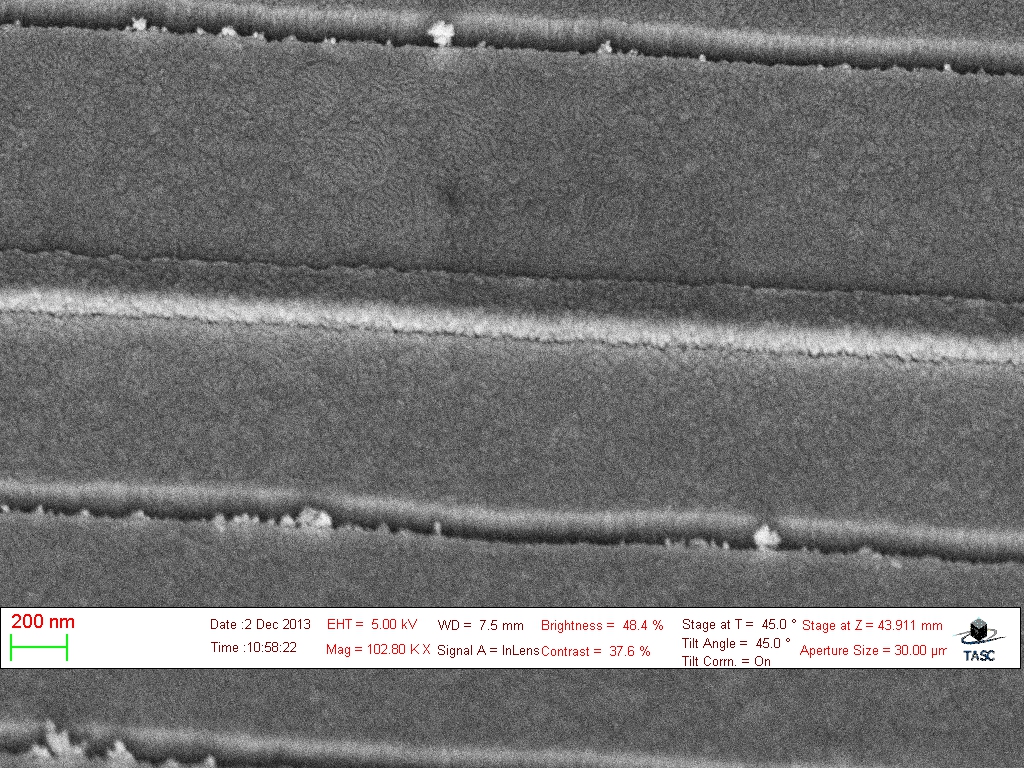 200 nm
Date :2 Dec 2013
Time :10:58:22
EHT = 5.00 kV
Mag = 102.80 K X
WD = 7.5 mm
Signal A = InLens
Brightness = 48.4 %
Contrast = 37.6 %
Stage at T = 45.0 °
Tilt Angle = 45.0 °
Tilt Corrn. = On
Stage at Z = 43.911 mm
Aperture Size = 30.00 µm
TASC